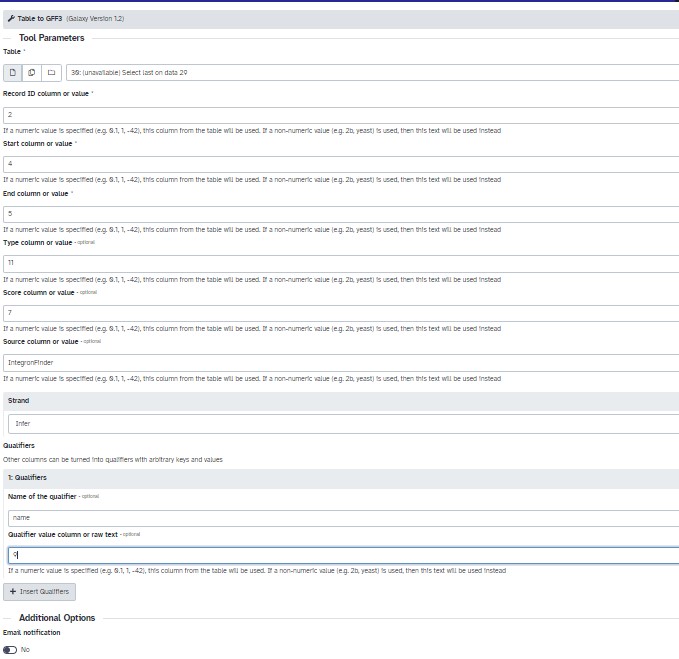 Table to GFF3 (Galaxy Version 1.2)
Tool Parameters
Table *
30: (unavailable) Select last on data 29
Record ID column or value *
2
If a numeric value is specified (e.g. 0,1, 1, -42), this column from the table will be used. If a non-numeric value (e.g. 2b, yeast) is used, then this text will be used instead
Start column or value *
4
If a numeric value is specified (e.g. 0,1, 1, -42), this column from the table will be used. If a non-numeric value (e.g. 2b, yeast) is used, then this text will be used instead
End column or value *
5
If a numeric value is specified (e.g. 0,1, 1, -42), this column from the table will be used. If a non-numeric value (e.g. 2b, yeast) is used, then this text will be used instead
Type column or value - optional
11
If a numeric value is specified (e.g. 0,1, 1, -42), this column from the table will be used. If a non-numeric value (e.g. 2b, yeast) is used, then this text will be used instead
Score column or value - optional
7
If a numeric value is specified (e.g. 0,1, 1, -42), this column from the table will be used. If a non-numeric value (e.g. 2b, yeast) is used, then this text will be used instead
Source column or value - optional
IntegronFinder
If a numeric value is specified (e.g. 0,1, 1, -42), this column from the table will be used. If a non-numeric value (e.g. 2b, yeast) is used, then this text will be used instead
Strand
Infer
Qualifiers
Other columns can be turned into qualifiers with arbitrary keys and values
1: Qualifiers
Name of the qualifier - optional
name
Qualifier value column or raw text - optional
9
If a numeric value is specified (e.g. 0,1, 1, -42), this column from the table will be used. If a non-numeric value (e.g. 2b, yeast) is used, then this text will be used instead
+ Insert Qualifiers
Additional Options
Email notification
No